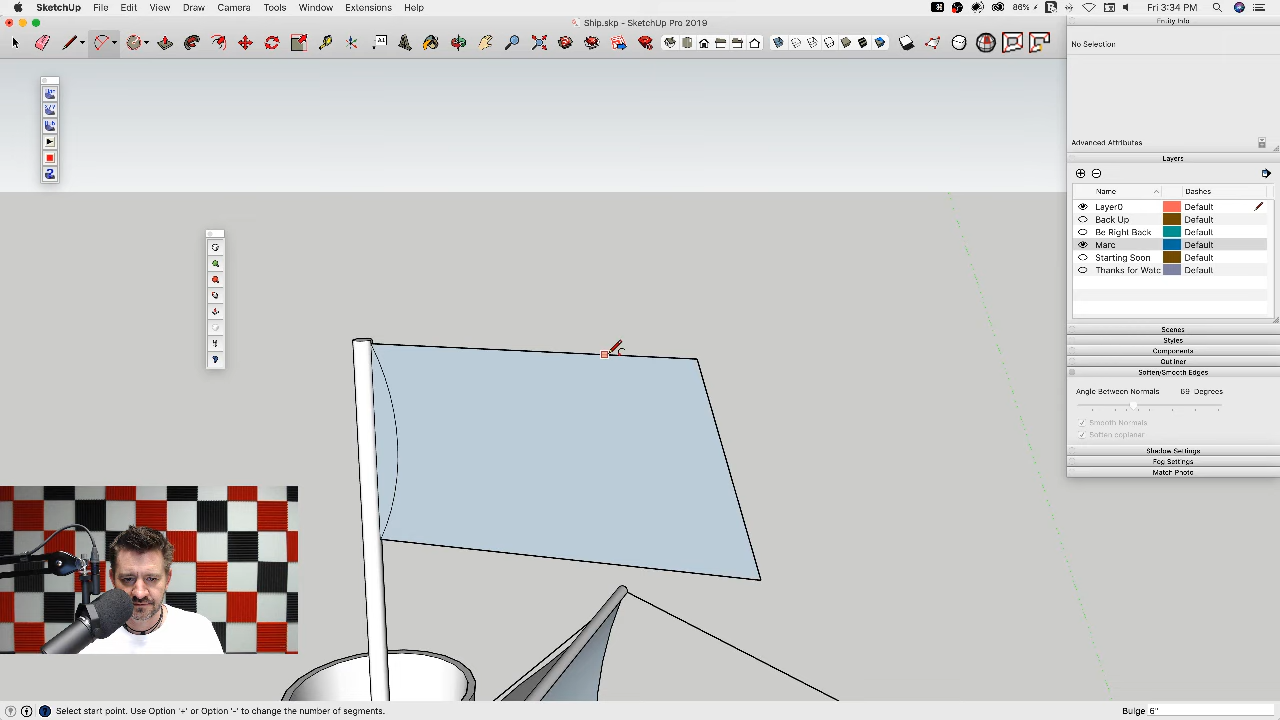 SketchUp File Edit View Draw Camera Tools Window Extensions Help
86% Fri 3:34 PM
Ship.skp - SketchUp Pro 2019
Entity Info
No Selection
Advanced Attributes
Layers
Name Dashes
Layer0 Default
Back Up Default
Be Right Back Default
Marc Default
Starting Soon Default
Thanks for Watc Default
Scenes
Styles
Components
Outliner
Soften/Smooth Edges
Angle Between Normals 69 Degrees
Smooth Normals
Soften coplanar
Shadow Settings
Fog Settings
Match Photo
Select start point. Use Option '+' or Option '-' to change the number of segments.
Bulge 6"